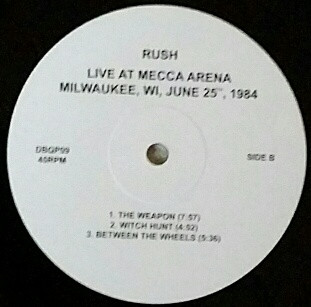 RUSH
LIVE AT MECCA ARENA
MILWAUKEE, WI, JUNE 25TH, 1984
DBGP09
45RPM
SIDE B
1. THE WEAPON (7:57)
2. WITCH HUNT (4:52)
3. BETWEEN THE WHEELS (5:36)